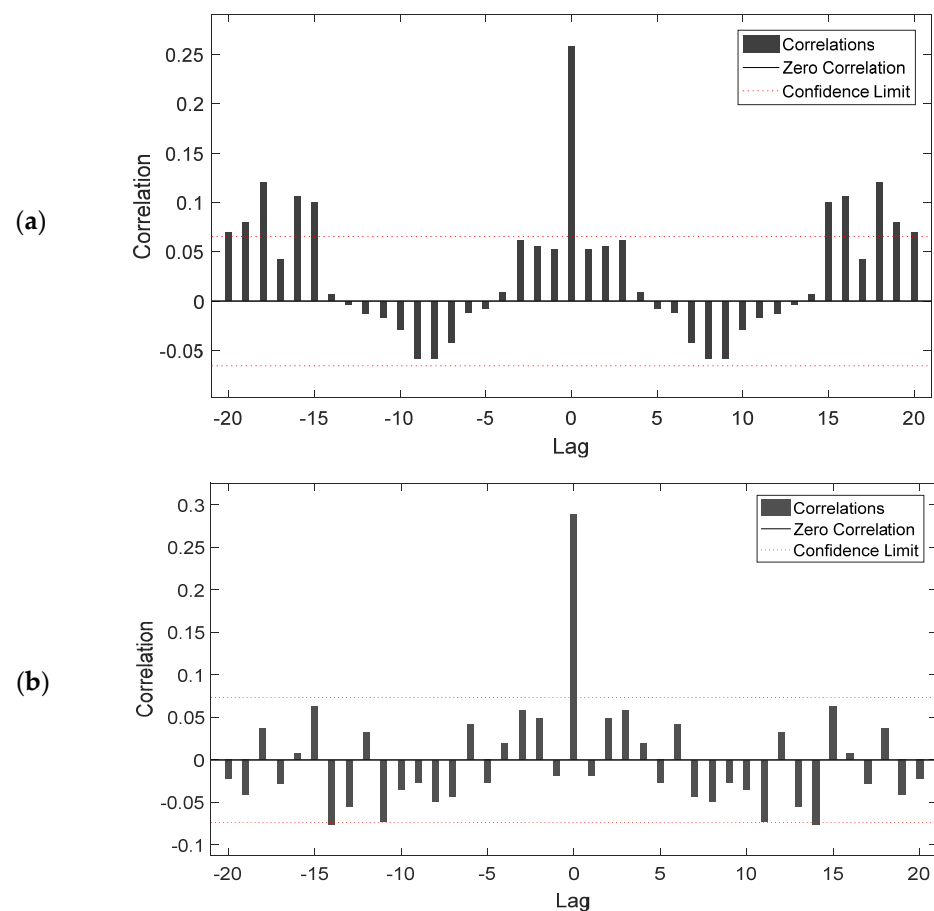 (a)
Correlation
0.25
0.2
0.15
0.1
0.05
0
-0.05
Correlations
Zero Correlation
Confidence Limit
-20 -15 -10 -5 0 5 10 15 20
Lag
(b)
Correlation
0.3
0.25
0.2
0.15
0.1
0.05
0
-0.05
-0.1
Correlations
Zero Correlation
Confidence Limit
-20 -15 -10 -5 0 5 10 15 20
Lag